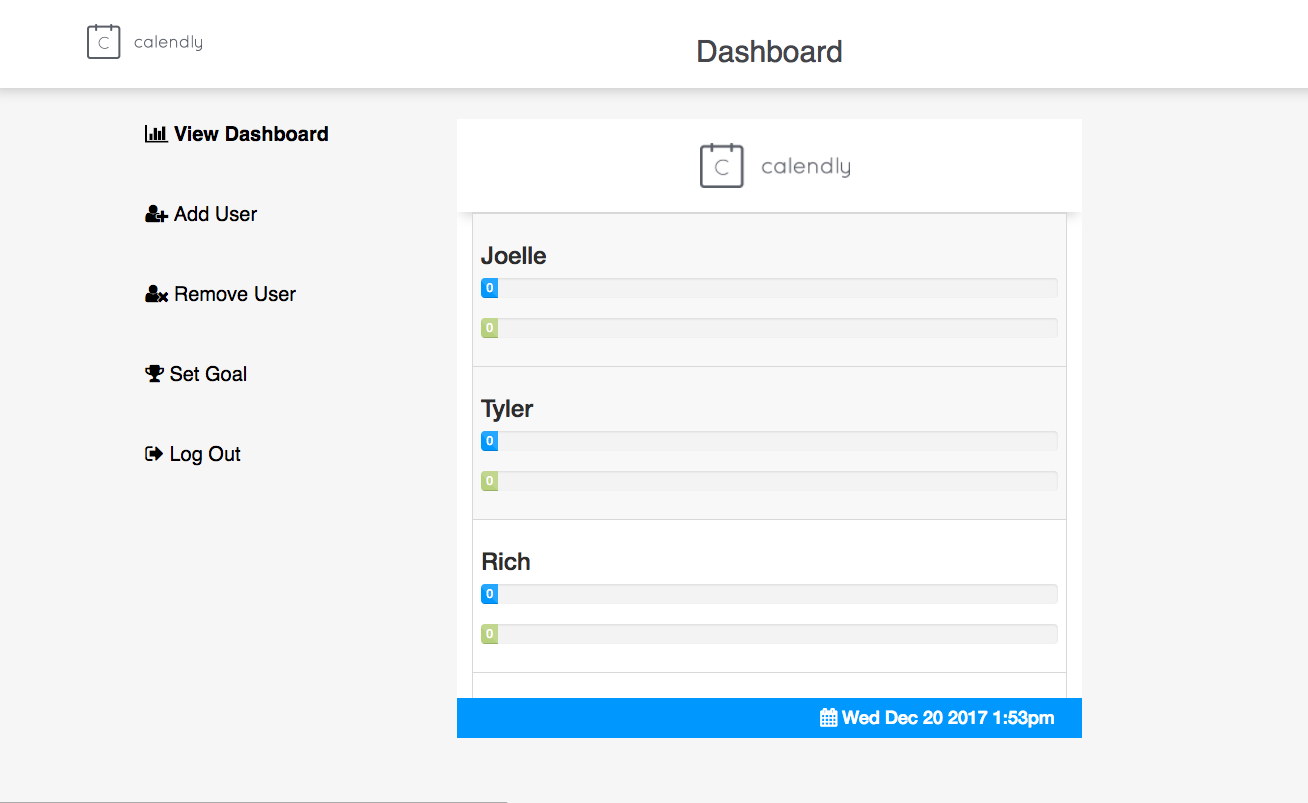 C calendly
Dashboard
View Dashboard
Add User
Remove User
Set Goal
Log Out
C calendly
Joelle
0
0
Tyler
0
0
Rich
0
0
Wed Dec 20 2017 1:53pm